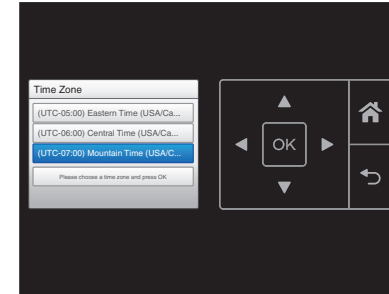 Time Zone
(UTC-05:00) Eastern Time (USA/Ca...
(UTC-06:00) Central Time (USA/Ca...
(UTC-07:00) Mountain Time (USA/C...
Please choose a time zone and press OK
OK